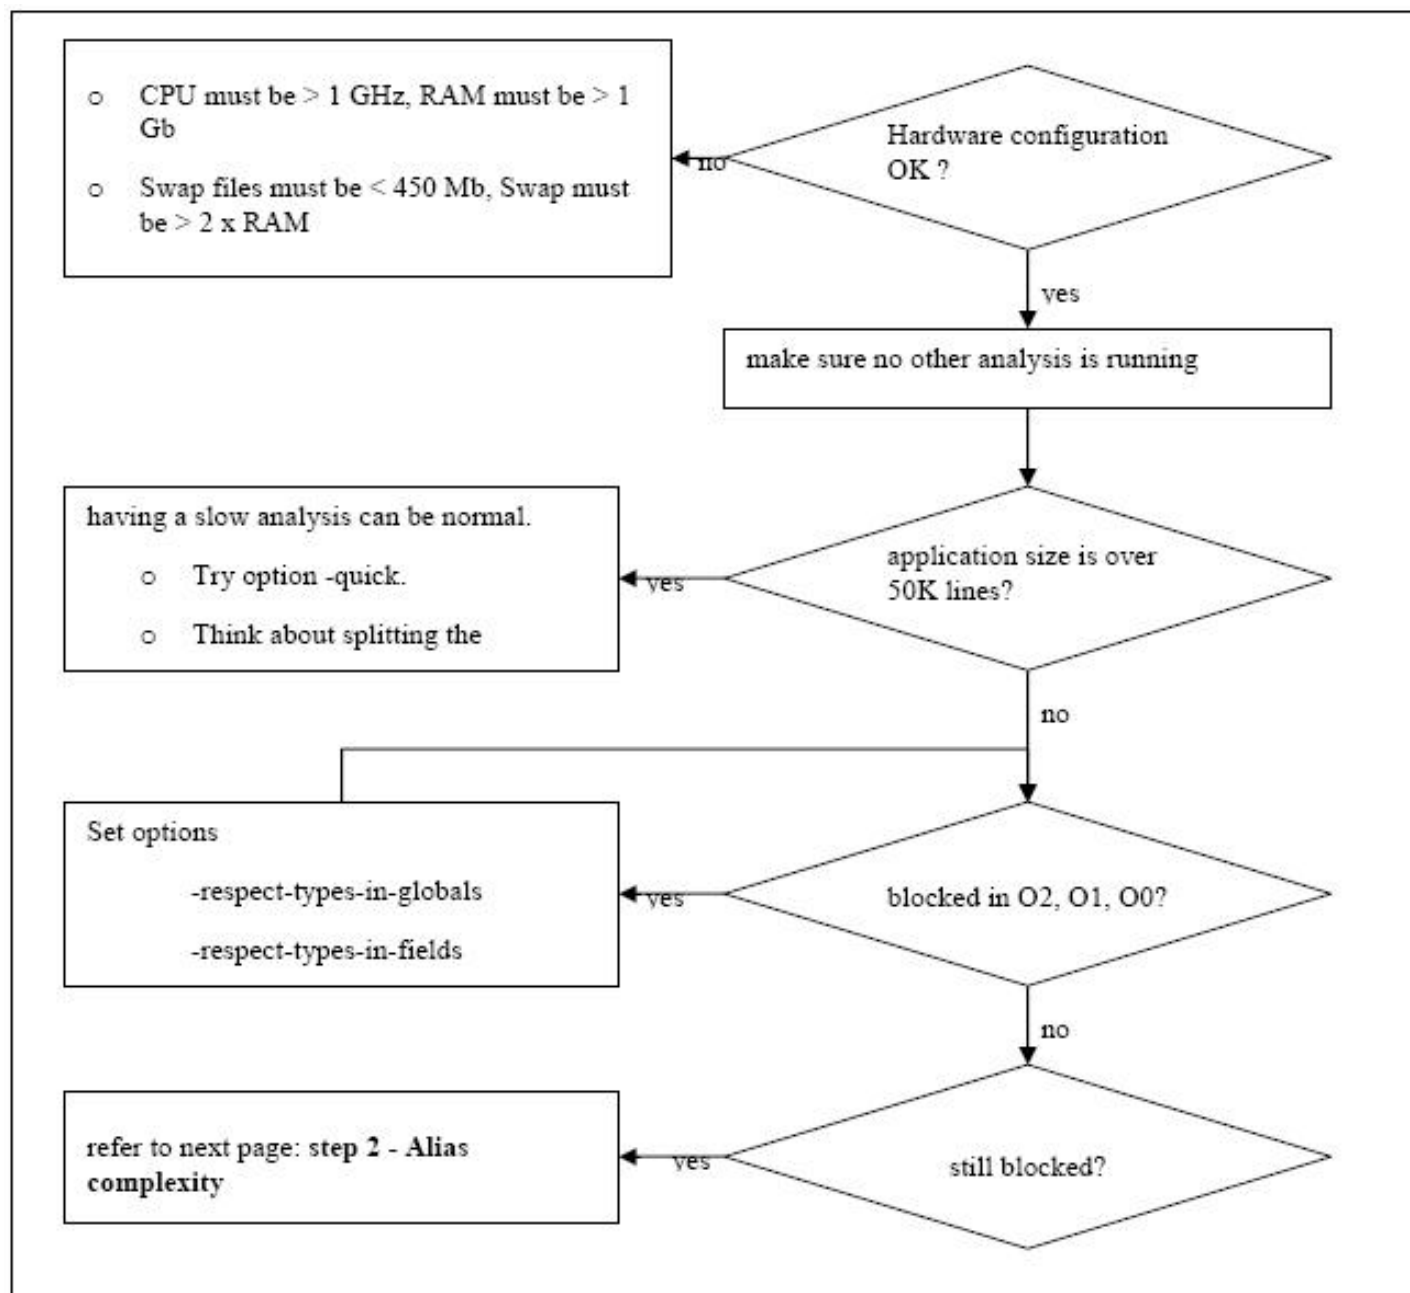 o CPU must be > 1 GHz, RAM must be > 1
Gb
o Swap files must be < 450 Mb, Swap must
be > 2 x RAM
Hardware configuration
OK ?
no
yes
make sure no other analysis is running
having a slow analysis can be normal.
o Try option -quick.
o Think about splitting the
application size is over
50K lines?
yes
no
Set options
-respect-types-in-globals
-respect-types-in-fields
blocked in O2, O1, O0?
yes
no
refer to next page: step 2 - Alias
complexity
still blocked?
yes